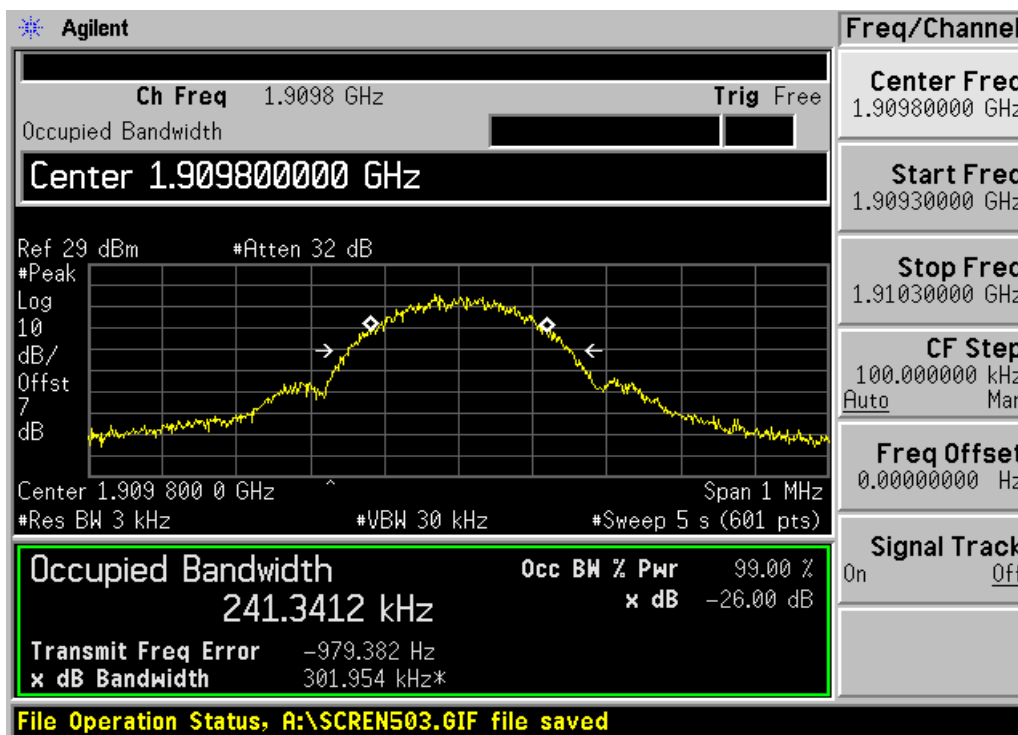 Agilent
Freq/Channel
Ch Freq 1.9098 GHz Trig Free
Occupied Bandwidth
Center 1.909800000 GHz
Ref 29 dBm #Atten 32 dB
#Peak
Log
10
dB/
Offst
7
dB
Center 1.909 800 0 GHz ^ Span 1 MHz
#Res BW 3 kHz #VBW 30 kHz #Sweep 5 s (601 pts)
Occupied Bandwidth
241.3412 kHz
Occ BW % Pwr 99.00 %
x dB -26.00 dB
Transmit Freq Error -979.382 Hz
x dB Bandwidth 301.954 kHz*
File Operation Status, A:\SCREN503.GIF file saved
Center Freq
1.90980000 GHz
Start Freq
1.90930000 GHz
Stop Freq
1.91030000 GHz
CF Step
100.000000 kHz
Auto Man
Freq Offset
0.00000000 Hz
Signal Track
On Off